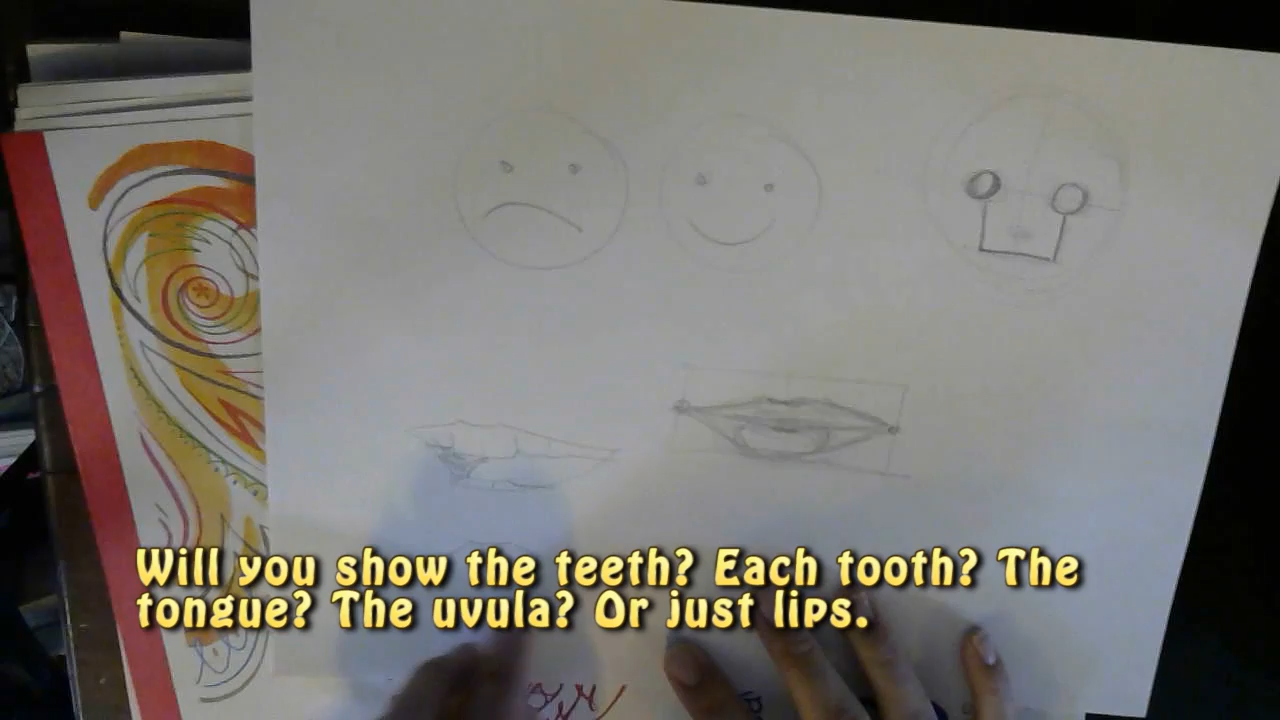 Will you show the teeth? Each tooth? The
tongue? The uvula? Or just lips.